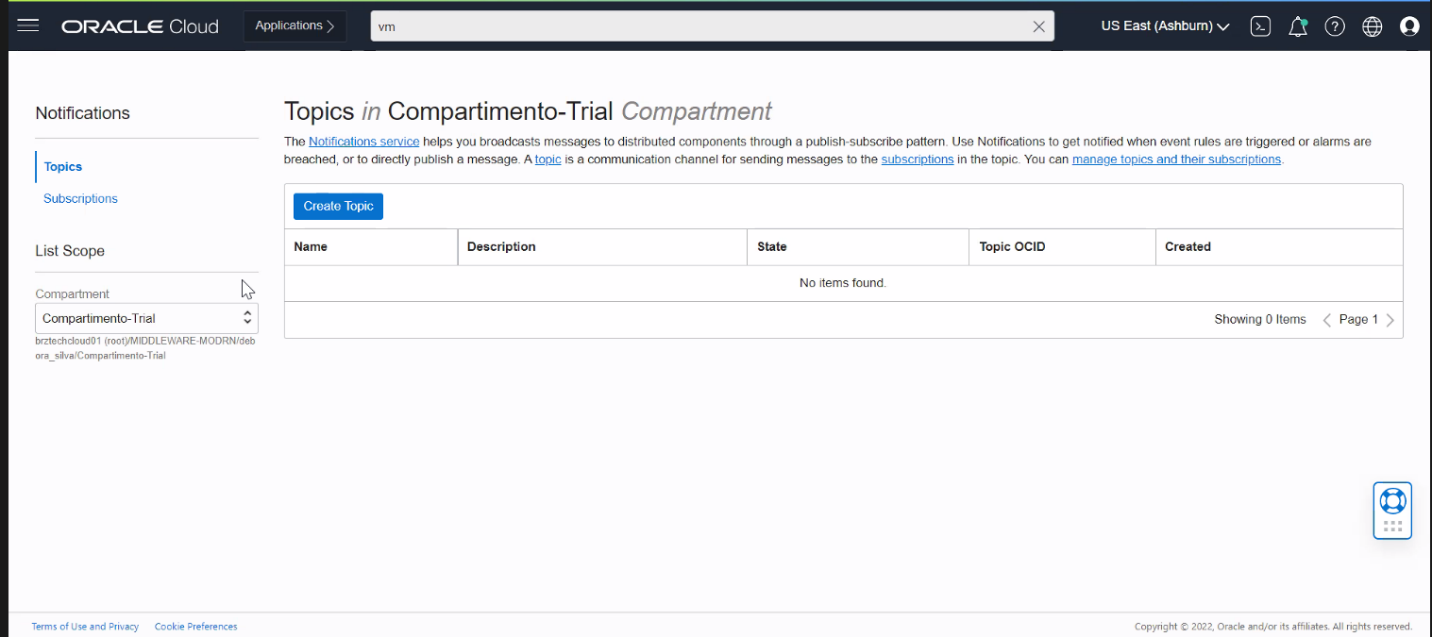 ORACLE Cloud
Applications
vm
US East (Ashburn)
Notifications
Topics
Subscriptions
List Scope
Compartment
Compartimento-Trial
brztechcloud01 (root)/MIDDLEWARE-MODRN/deb
ora_silva/Compartimento-Trial
Topics in Compartimento-Trial Compartment
The Notifications service helps you broadcasts messages to distributed components through a publish-subscribe pattern. Use Notifications to get notified when event rules are triggered or alarms are
breached, or to directly publish a message. A topic is a communication channel for sending messages to the subscriptions in the topic. You can manage topics and their subscriptions.
Create Topic
Name Description State Topic OCID Created
No items found.
Showing 0 Items Page 1
Terms of Use and Privacy Cookie Preferences
Copyright © 2022, Oracle and/or its affiliates. All rights reserved.